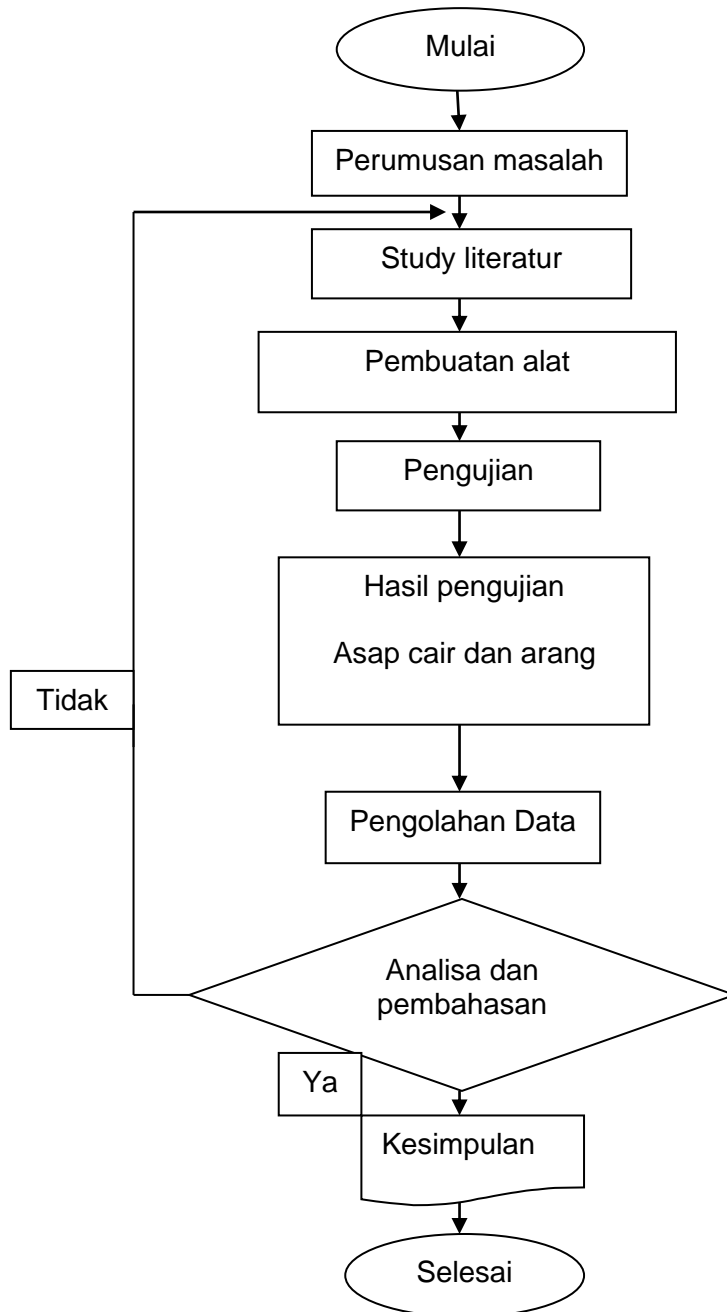 Mulai
Perumusan masalah
Study literatur
Pembuatan alat
Pengujian
Hasil pengujian
Asap cair dan arang
Tidak
Pengolahan Data
Analisa dan
pembahasan
Ya
Kesimpulan
Selesai